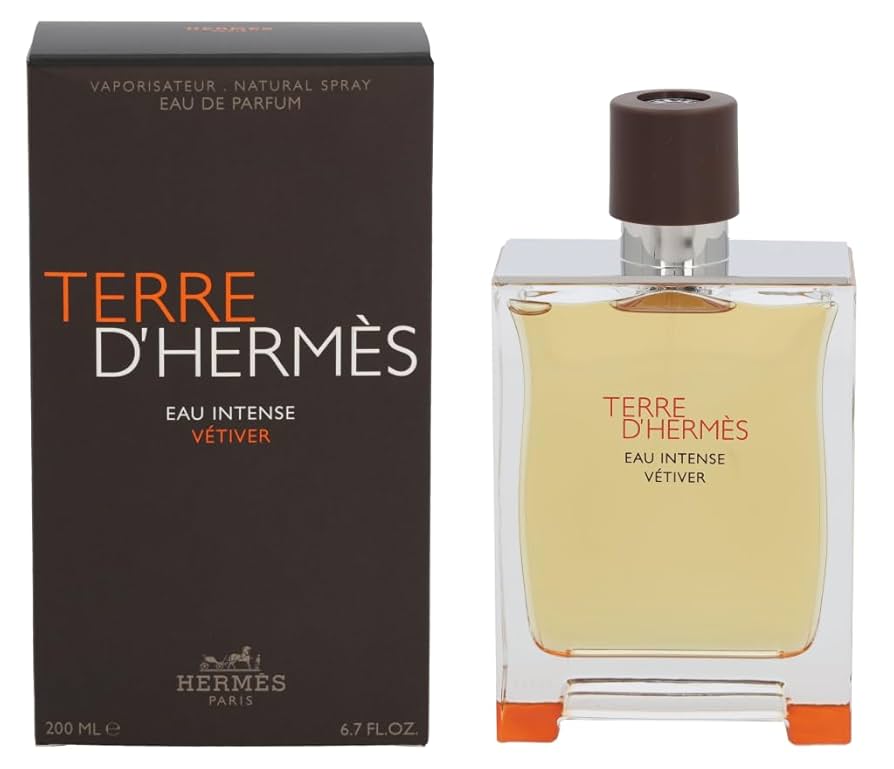 HERMÈS
PARIS
VAPORISATEUR . NATURAL SPRAY
EAU DE PARFUM
TERRE
D'HERMÈS
EAU INTENSE
VÉTIVER
HERMÈS
PARIS
200 ML ℮ 6.7 FL.OZ.
TERRE
D'HERMÈS
EAU INTENSE
VÉTIVER